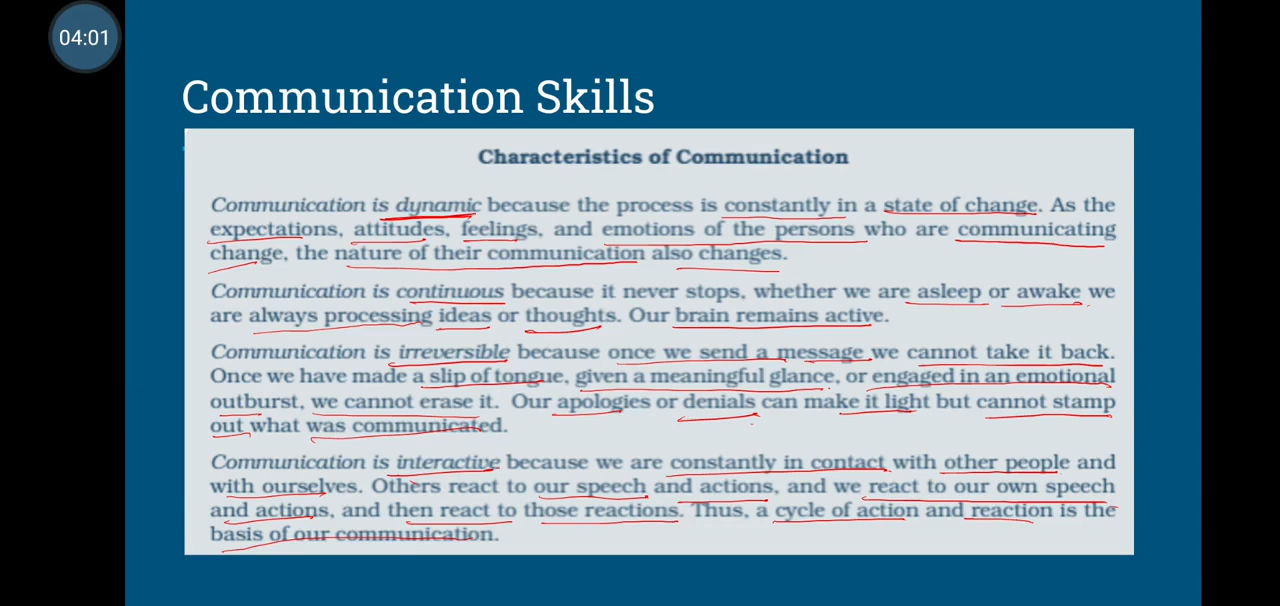 04:01
Communication Skills
Characteristics of Communication
Communication is dynamic because the process is constantly in a state of change. As the
expectations, attitudes, feelings, and emotions of the persons who are communicating
change, the nature of their communication also changes.
Communication is continuous because it never stops, whether we are asleep or awake we
are always processing ideas or thoughts. Our brain remains active.
Communication is irreversible because once we send a message we cannot take it back.
Once we have made a slip of tongue, given a meaningful glance, or engaged in an emotional
outburst, we cannot erase it. Our apologies or denials can make it light but cannot stamp
out what was communicated.
Communication is interactive because we are constantly in contact with other people and
with ourselves. Others react to our speech and actions, and we react to our own speech
and actions, and then react to those reactions. Thus, a cycle of action and reaction is the
basis of our communication.